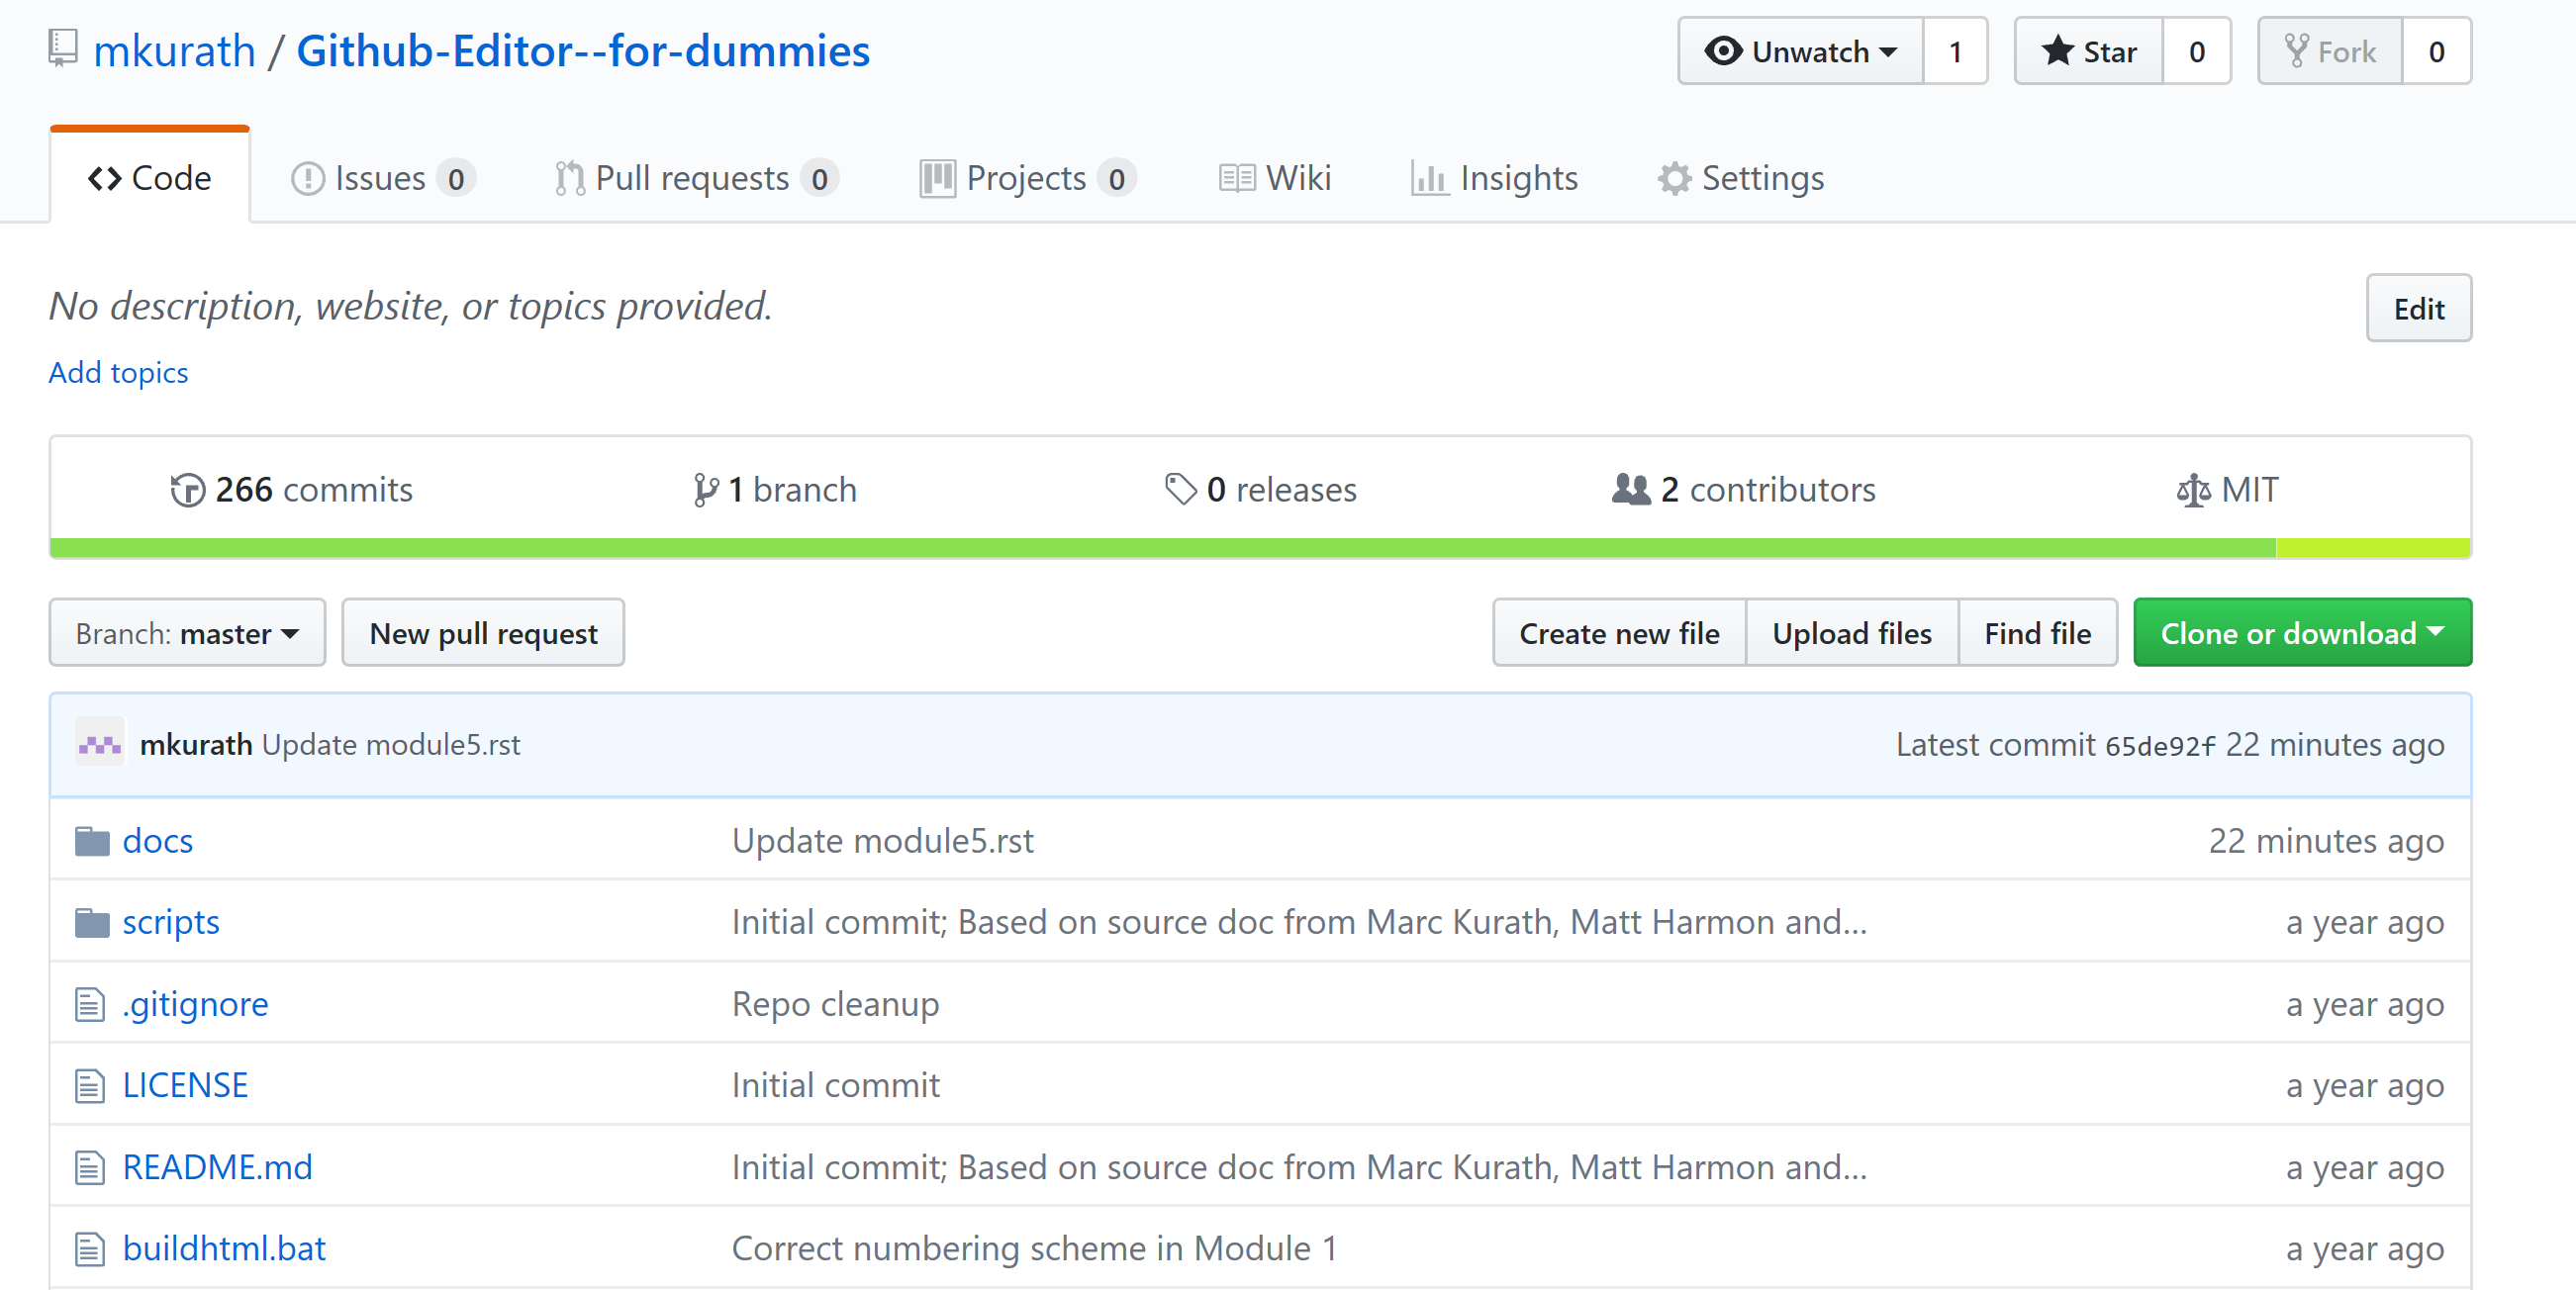 mkurath / Github-Editor--for-dummies Unwatch 1 Star 0 Fork 0
Code Issues 0 Pull requests 0 Projects 0 Wiki Insights Settings
No description, website, or topics provided. Edit
Add topics
266 commits 1 branch 0 releases 2 contributors MIT
Branch: master New pull request Create new file Upload files Find file Clone or download
mkurath Update module5.rst Latest commit 65de92f 22 minutes ago
docs Update module5.rst 22 minutes ago
scripts Initial commit; Based on source doc from Marc Kurath, Matt Harmon and... a year ago
.gitignore Repo cleanup a year ago
LICENSE Initial commit a year ago
README.md Initial commit; Based on source doc from Marc Kurath, Matt Harmon and... a year ago
buildhtml.bat Correct numbering scheme in Module 1 a year ago